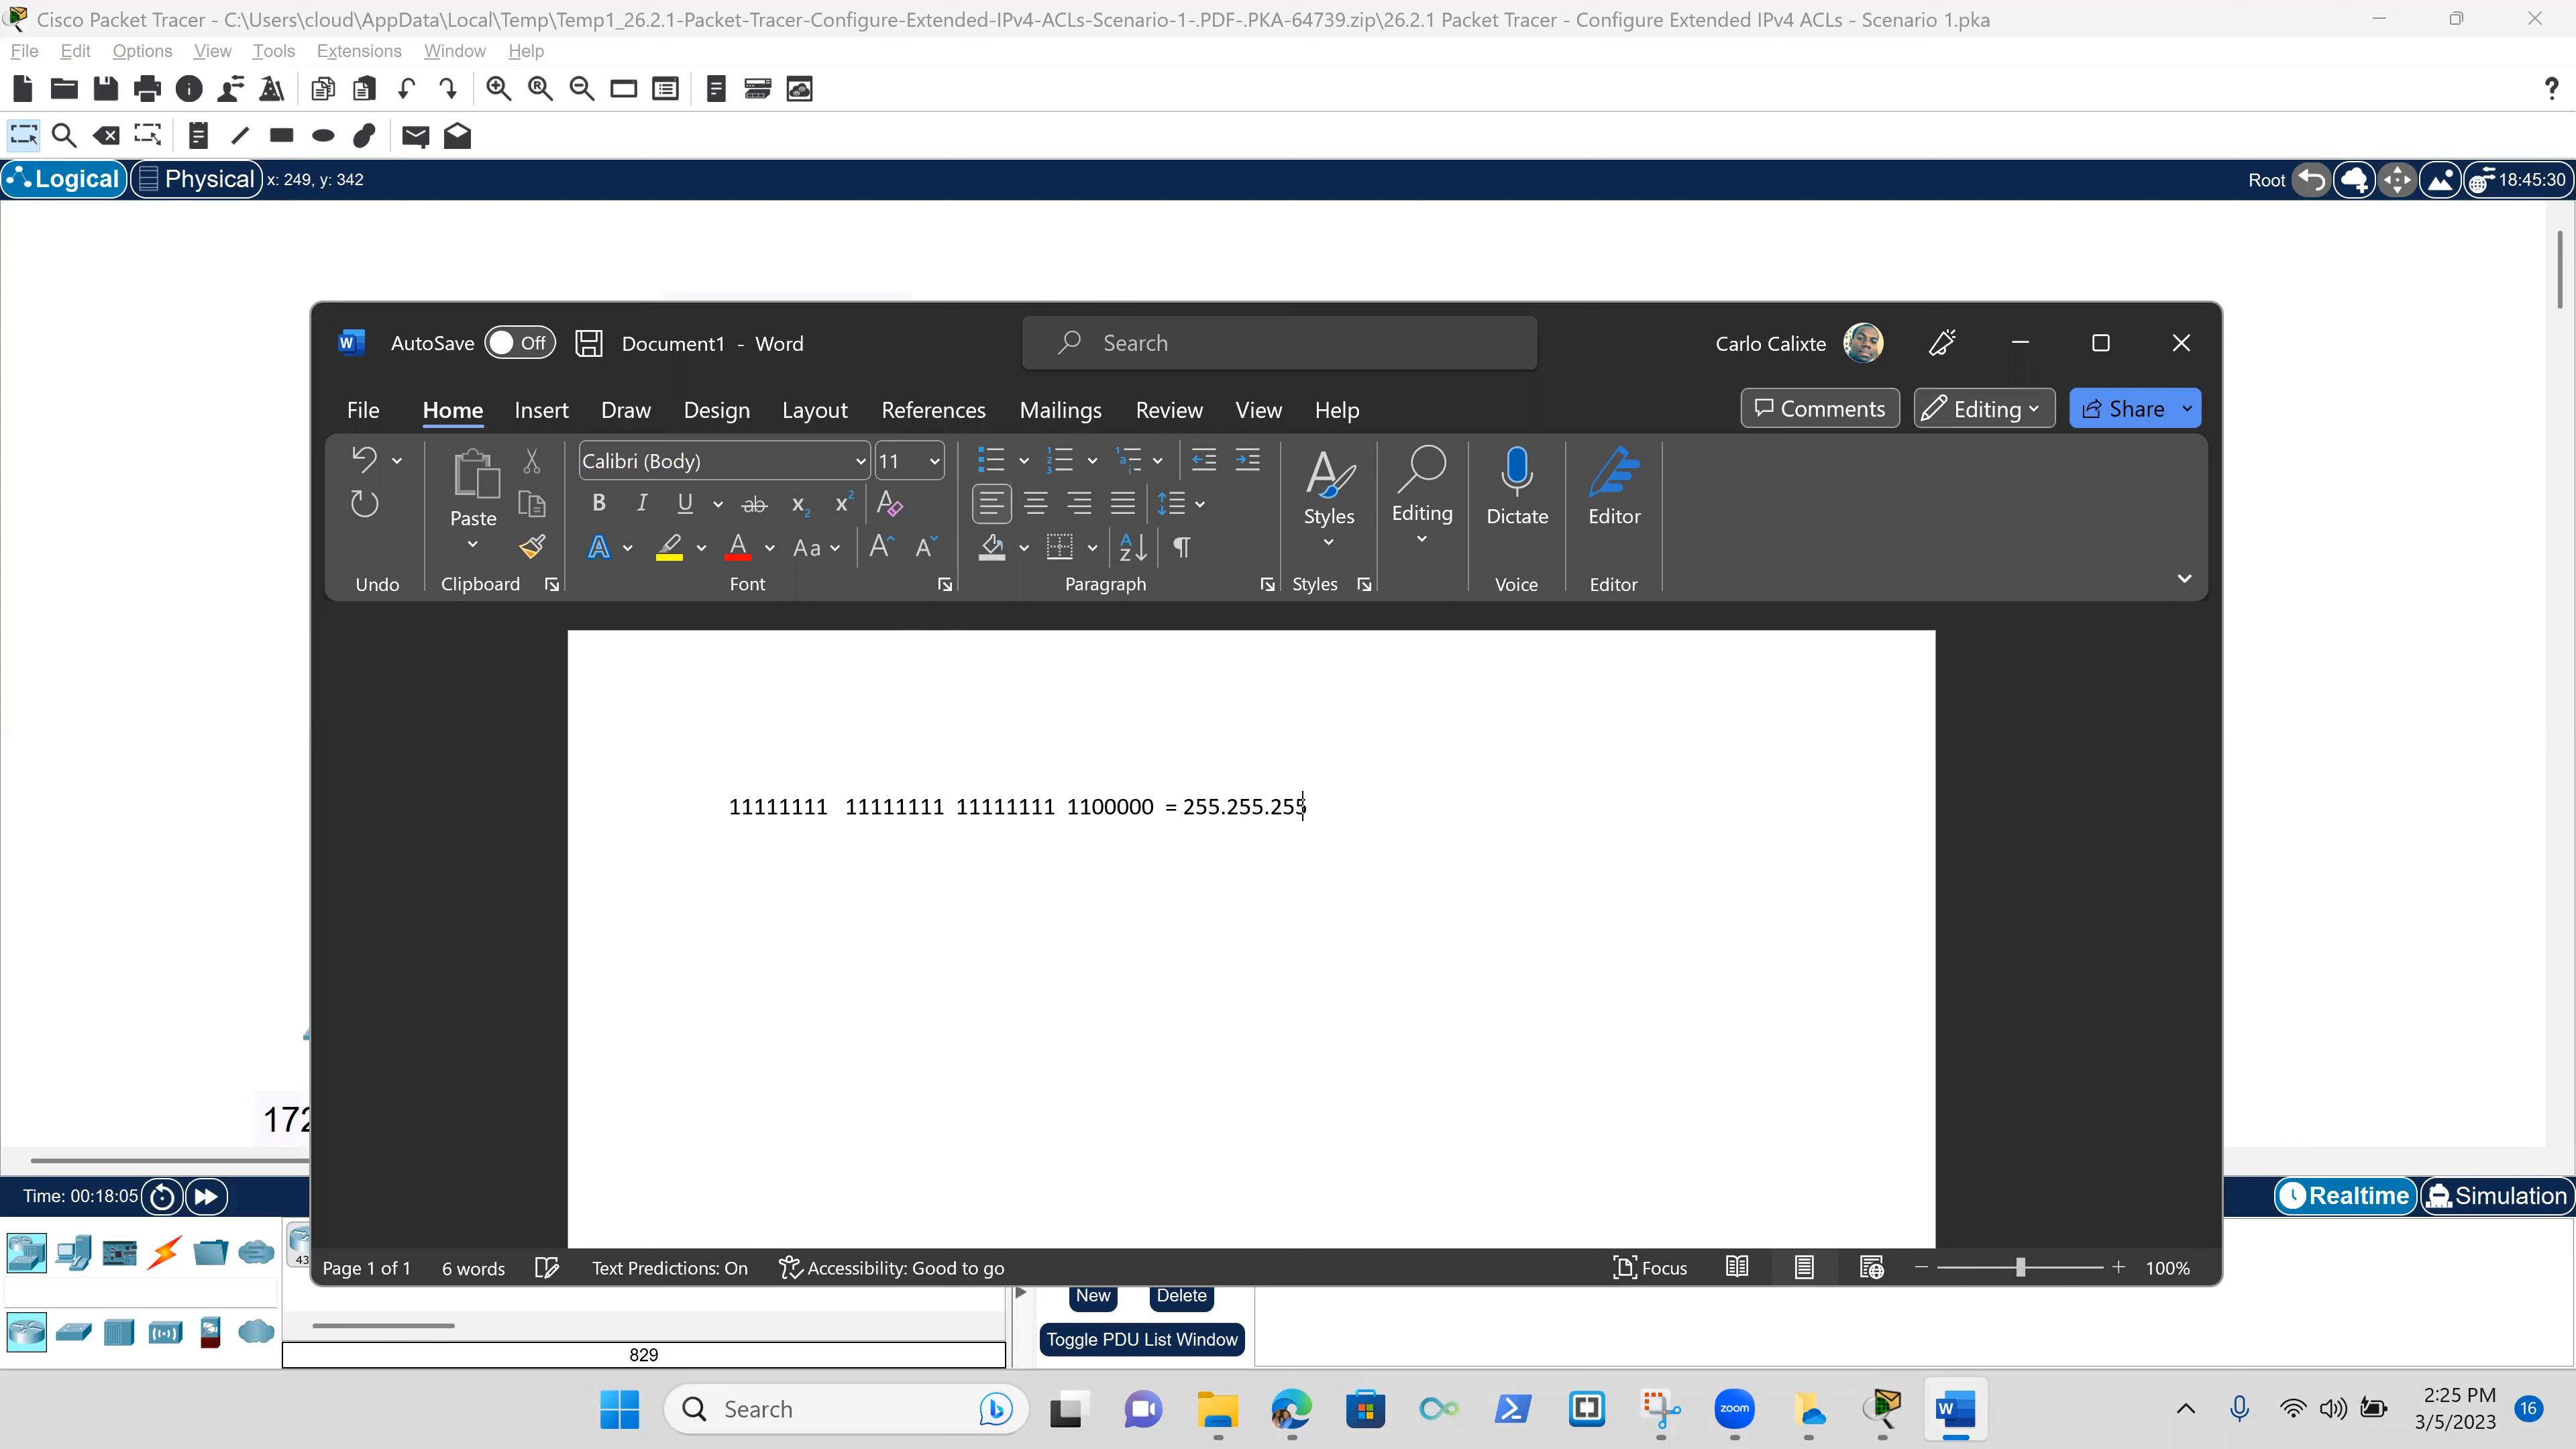 Cisco Packet Tracer - C:\Users\cloud\AppData\Local\Temp\Temp1_26.2.1-Packet-Tracer-Configure-Extended-IPv4-ACLs-Scenario-1-.PDF-.PKA-64739.zip\26.2.1 Packet Tracer - Configure Extended IPv4 ACLs - Scenario 1.pka
File Edit Options View Tools Extensions Window Help
Logical Physical x: 249, y: 342 Root 18:45:30
AutoSave Off Document1 - Word Search Carlo Calixte
File Home Insert Draw Design Layout References Mailings Review View Help Comments Editing Share
Calibri (Body) 11
Paste Styles Editing Dictate Editor
Undo Clipboard Font Paragraph Styles Voice Editor
11111111 11111111 11111111 1100000 = 255.255.255
172
Time: 00:18:05 Realtime Simulation
43
Page 1 of 1 6 words Text Predictions: On Accessibility: Good to go Focus 100%
New Delete
Toggle PDU List Window
829
Search zoom 2:25 PM
3/5/2023 16